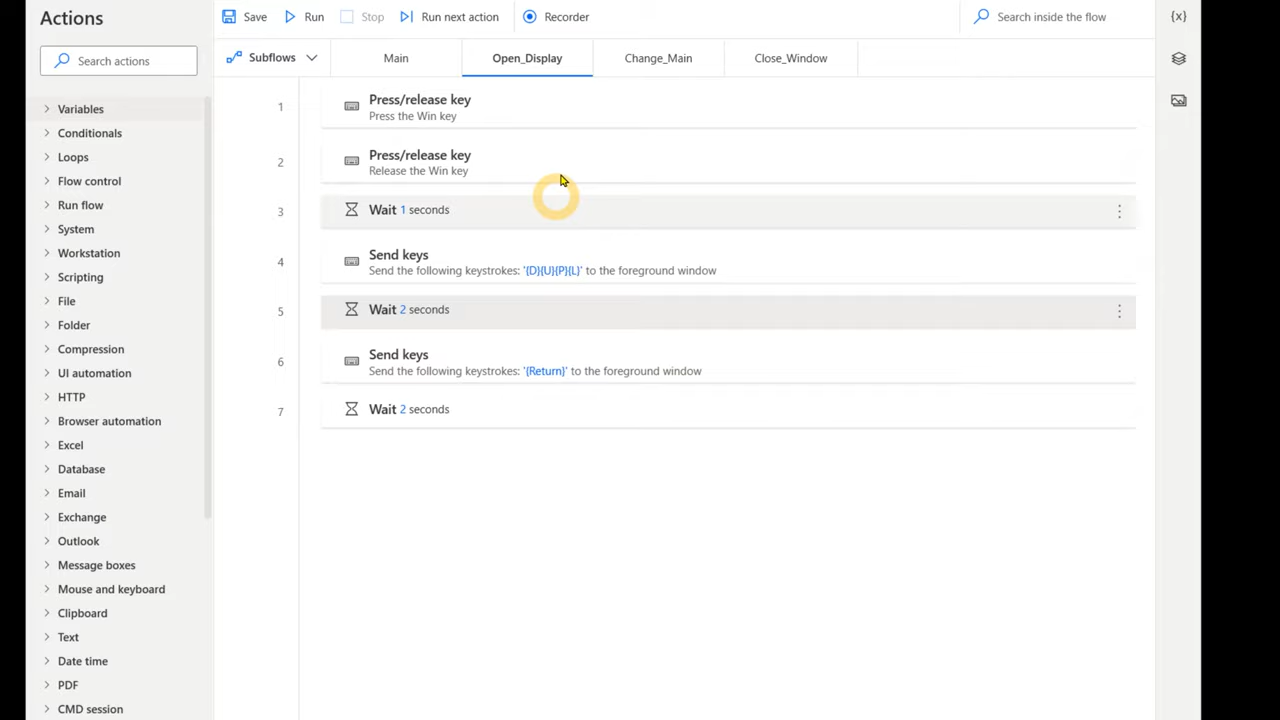 Actions
Save Run Stop Run next action Recorder Search inside the flow {x}
Search actions
Subflows Main Open_Display Change_Main Close_Window
Variables
Conditionals
Loops
Flow control
Run flow
System
Workstation
Scripting
File
Folder
Compression
UI automation
HTTP
Browser automation
Excel
Database
Email
Exchange
Outlook
Message boxes
Mouse and keyboard
Clipboard
Text
Date time
PDF
CMD session
1 Press/release key
Press the Win key
2 Press/release key
Release the Win key
3 Wait 1 seconds
4 Send keys
Send the following keystrokes: '{D}{U}{P}{L}' to the foreground window
5 Wait 2 seconds
6 Send keys
Send the following keystrokes: '{Return}' to the foreground window
7 Wait 2 seconds